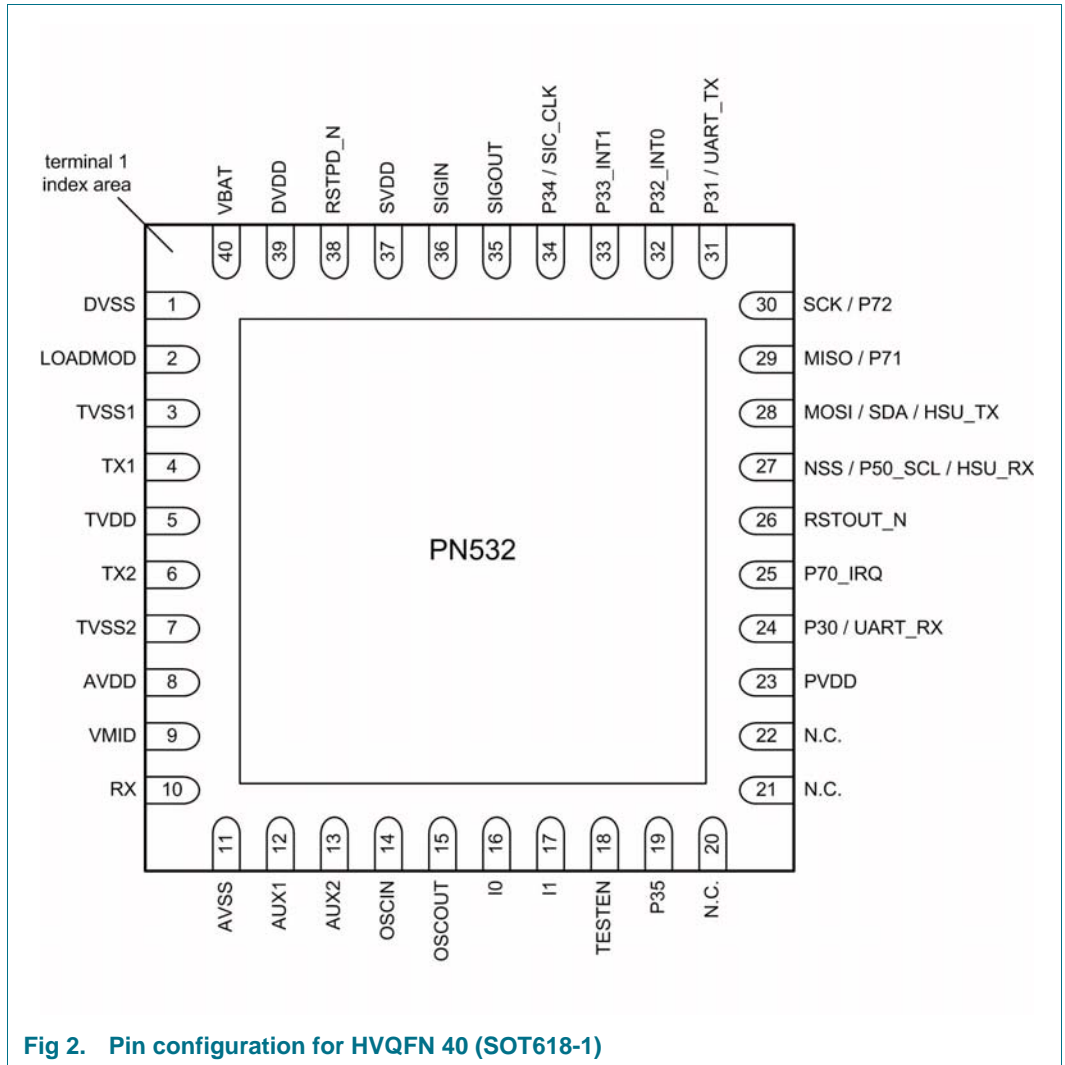 terminal 1
index area
VBAT
DVDD
RSTPD_N
SVDD
SIGIN
SIGOUT
P34 / SIC_CLK
P33_INT1
P32_INT0
P31 / UART_TX
40
39
38
37
36
35
34
33
32
31
DVSS 1
LOADMOD 2
TVSS1 3
TX1 4
TVDD 5
TX2 6
TVSS2 7
AVDD 8
VMID 9
RX 10
PN532
30 SCK / P72
29 MISO / P71
28 MOSI / SDA / HSU_TX
27 NSS / P50_SCL / HSU_RX
26 RSTOUT_N
25 P70_IRQ
24 P30 / UART_RX
23 PVDD
22 N.C.
21 N.C.
11
12
13
14
15
16
17
18
19
20
AVSS
AUX1
AUX2
OSCIN
OSCOUT
I0
I1
TESTEN
P35
N.C.
Fig 2. Pin configuration for HVQFN 40 (SOT618-1)